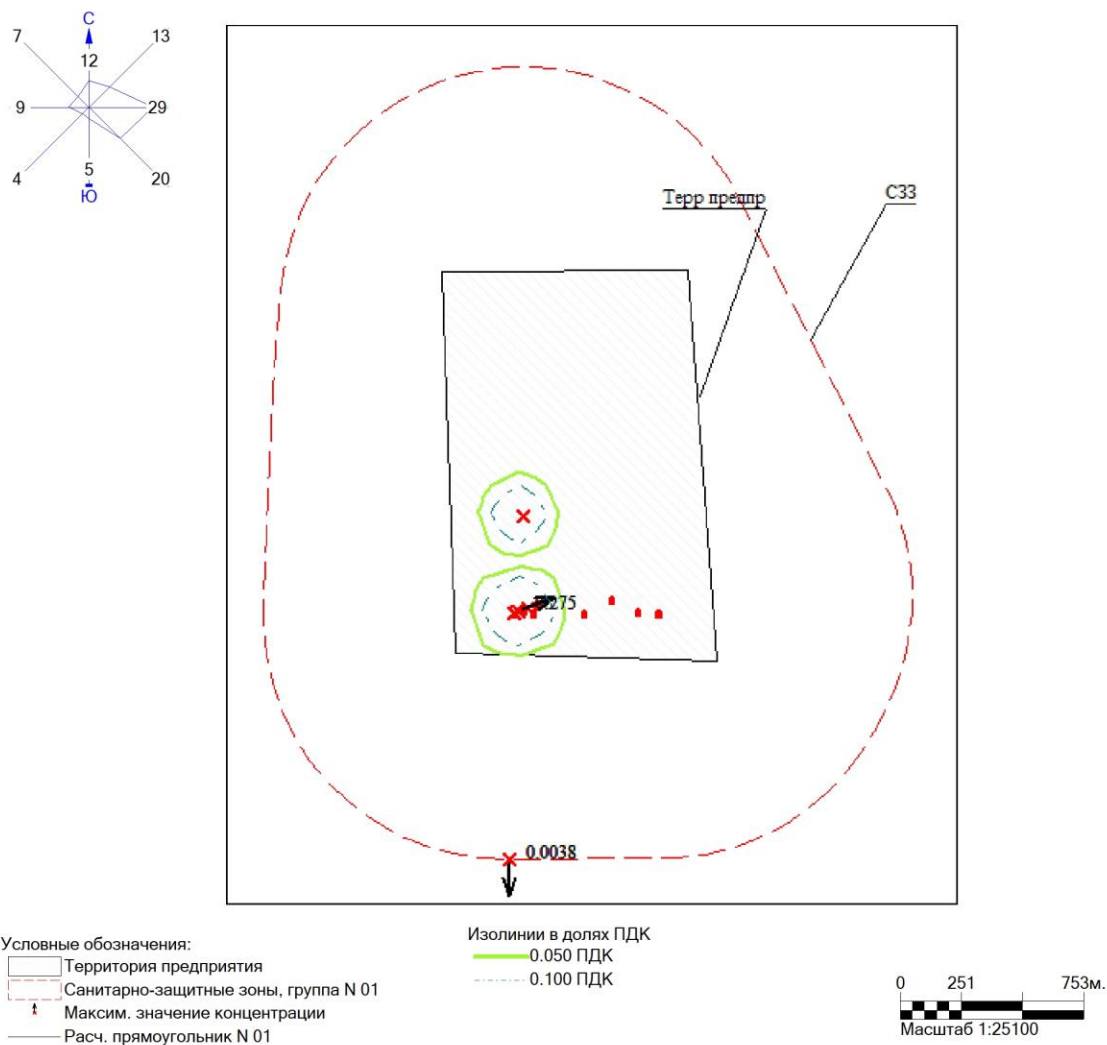 С
7
13
12
9
29
4
5
20
Ю
Терр предпр
С33
0.0038
Условные обозначения:
Территория предприятия
Санитарно-защитные зоны, группа N 01
Максим. значение концентрации
Расч. прямоугольник N 01
Изолинии в долях ПДК
0.050 ПДК
0.100 ПДК
0 251 753м.
Масштаб 1:25100